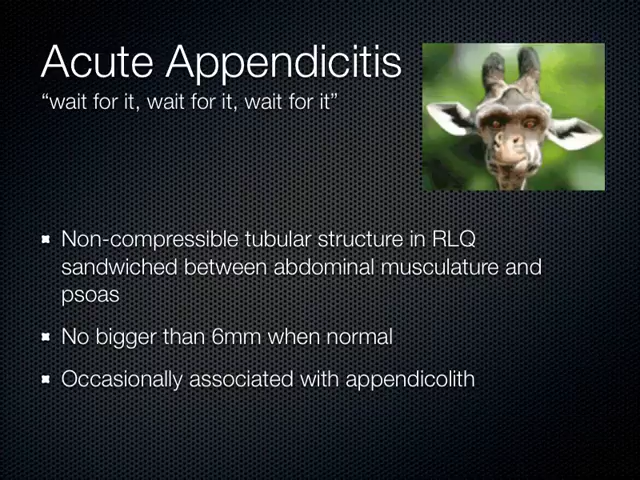 Acute Appendicitis
“wait for it, wait for it, wait for it”
Non-compressible tubular structure in RLQ
sandwiched between abdominal musculature and
psoas
No bigger than 6mm when normal
Occasionally associated with appendicolith